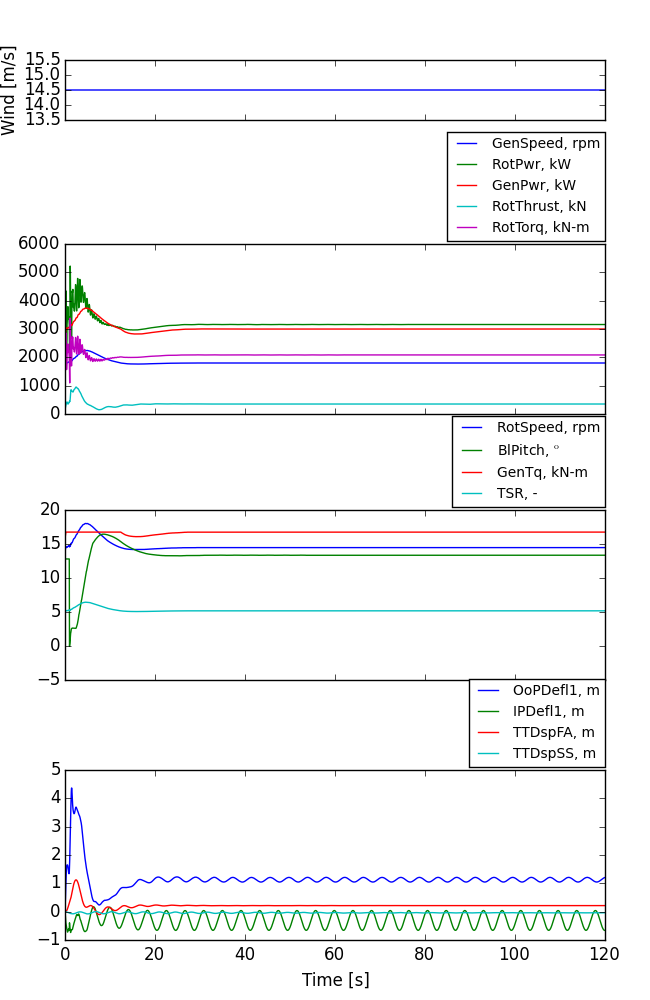 Wind [m/s]
15.5
15.0
14.5
14.0
13.5
GenSpeed, rpm
RotPwr, kW
GenPwr, kW
RotThrust, kN
RotTorq, kN-m
6000
5000
4000
3000
2000
1000
0
RotSpeed, rpm
BlPitch, °
GenTq, kN-m
TSR, -
20
15
10
5
0
−5
OoPDefl1, m
IPDefl1, m
TTDspFA, m
TTDspSS, m
5
4
3
2
1
0
−1
0 20 40 60 80 100 120
Time [s]